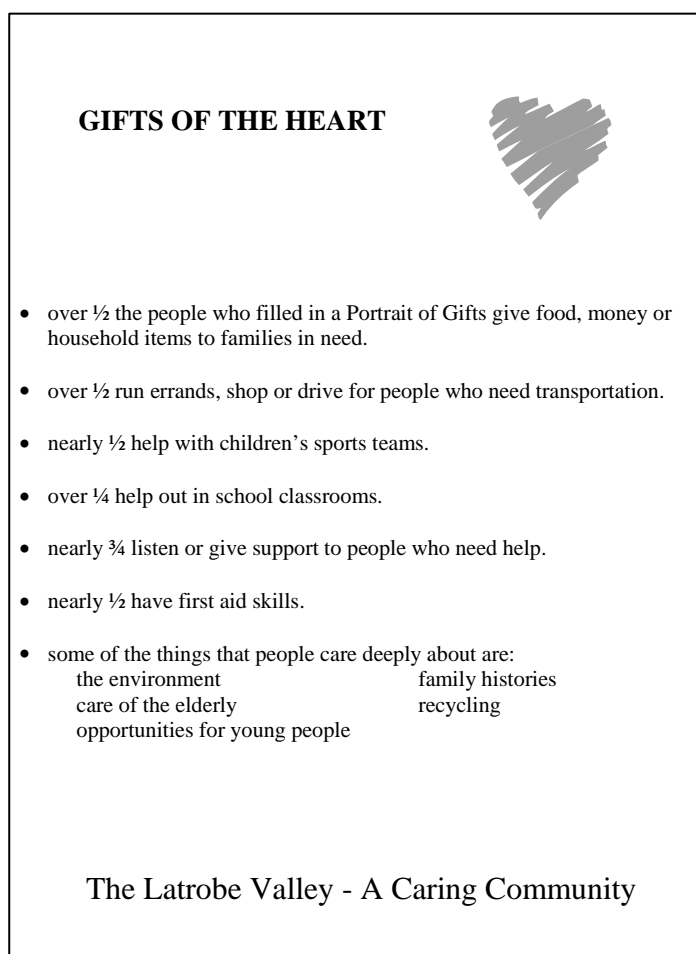 GIFTS OF THE HEART
• over ½ the people who filled in a Portrait of Gifts give food, money or
household items to families in need.
• over ½ run errands, shop or drive for people who need transportation.
• nearly ½ help with children’s sports teams.
• over ¼ help out in school classrooms.
• nearly ¾ listen or give support to people who need help.
• nearly ½ have first aid skills.
• some of the things that people care deeply about are:
the environment family histories
care of the elderly recycling
opportunities for young people
The Latrobe Valley - A Caring Community